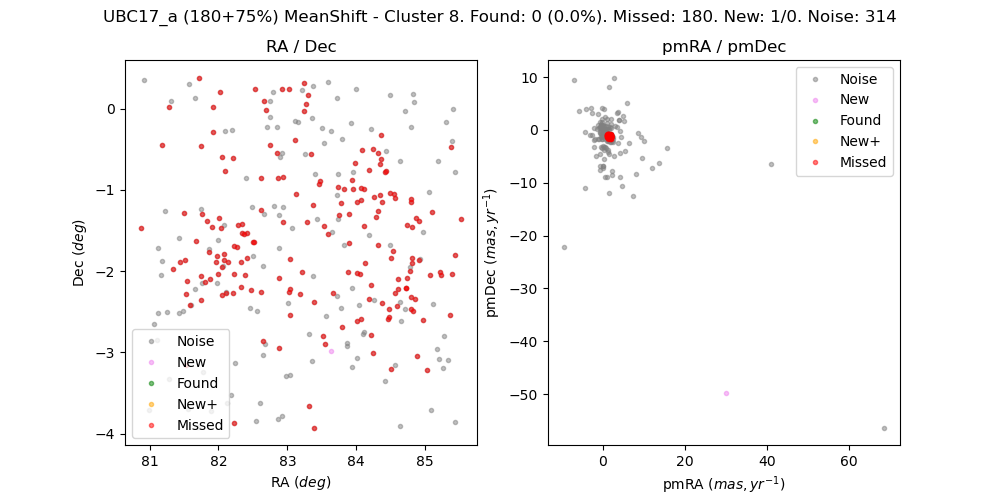 UBC17_a (180+75%) MeanShift - Cluster 8. Found: 0 (0.0%). Missed: 180. New: 1/0. Noise: 314
RA / Dec
0
−1
−2
−3
−4
Dec (deg)
81
82
83
84
85
RA (deg)
Noise
New
Found
New+
Missed
pmRA / pmDec
10
0
−10
−20
−30
−40
−50
pmDec (mas, yr⁻¹)
0
20
40
60
pmRA (mas, yr⁻¹)
Noise
New
Found
New+
Missed